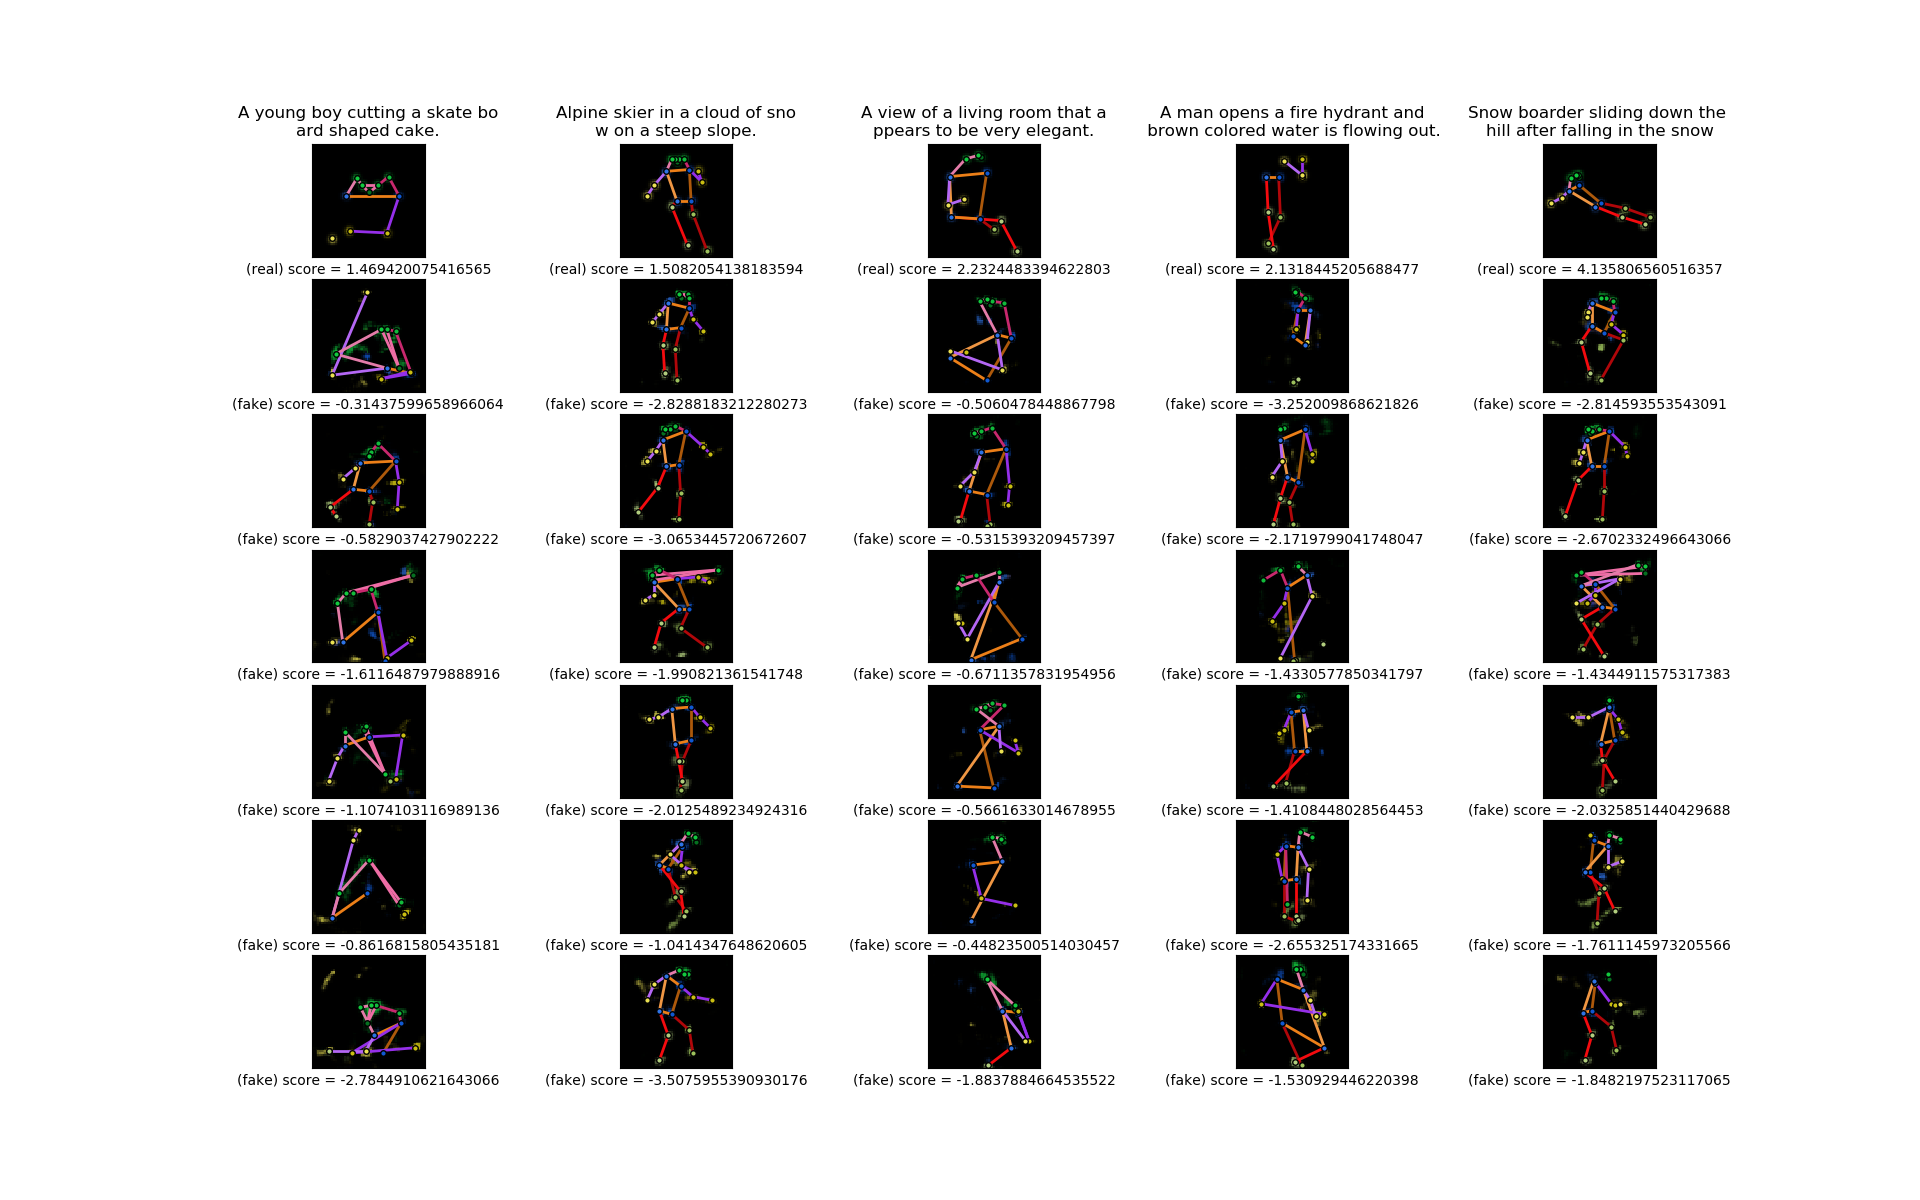 A young boy cutting a skate bo
ard shaped cake.
Alpine skier in a cloud of sno
w on a steep slope.
A view of a living room that a
ppears to be very elegant.
A man opens a fire hydrant and
brown colored water is flowing out.
Snow boarder sliding down the
hill after falling in the snow
(real) score = 1.469420075416565
(real) score = 1.5082054138183594
(real) score = 2.2324483394622803
(real) score = 2.1318445205688477
(real) score = 4.135806560516357
(fake) score = -0.31437599658966064
(fake) score = -2.8288183212280273
(fake) score = -0.5060478448867798
(fake) score = -3.252009868621826
(fake) score = -2.814593553543091
(fake) score = -0.5829037427902222
(fake) score = -3.0653445720672607
(fake) score = -0.5315393209457397
(fake) score = -2.1719799041748047
(fake) score = -2.6702332496643066
(fake) score = -1.6116487979888916
(fake) score = -1.990821361541748
(fake) score = -0.6711357831954956
(fake) score = -1.4330577850341797
(fake) score = -1.4344911575317383
(fake) score = -1.1074103116989136
(fake) score = -2.0125489234924316
(fake) score = -0.5661633014678955
(fake) score = -1.4108448028564453
(fake) score = -2.0325851440429688
(fake) score = -0.8616815805435181
(fake) score = -1.0414347648620605
(fake) score = -0.44823500514030457
(fake) score = -2.655325174331665
(fake) score = -1.7611145973205566
(fake) score = -2.7844910621643066
(fake) score = -3.5075955390930176
(fake) score = -1.8837884664535522
(fake) score = -1.530929446220398
(fake) score = -1.8482197523117065